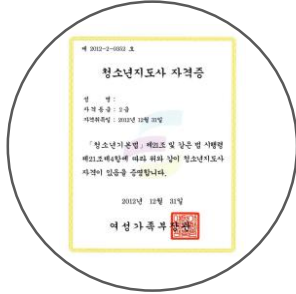 제 2012-2-0352 호
청소년지도사 자격증
성 명 :
자 격 등 급 : 2급
자격취득일 : 2012년 12월 31일
「청소년기본법」제21조 및 같은 법 시행령
제21조제4항에 따라 위와 같이 청소년지도사
자격이 있음을 증명합니다.
2012년 12월 31일
여성가족부장관